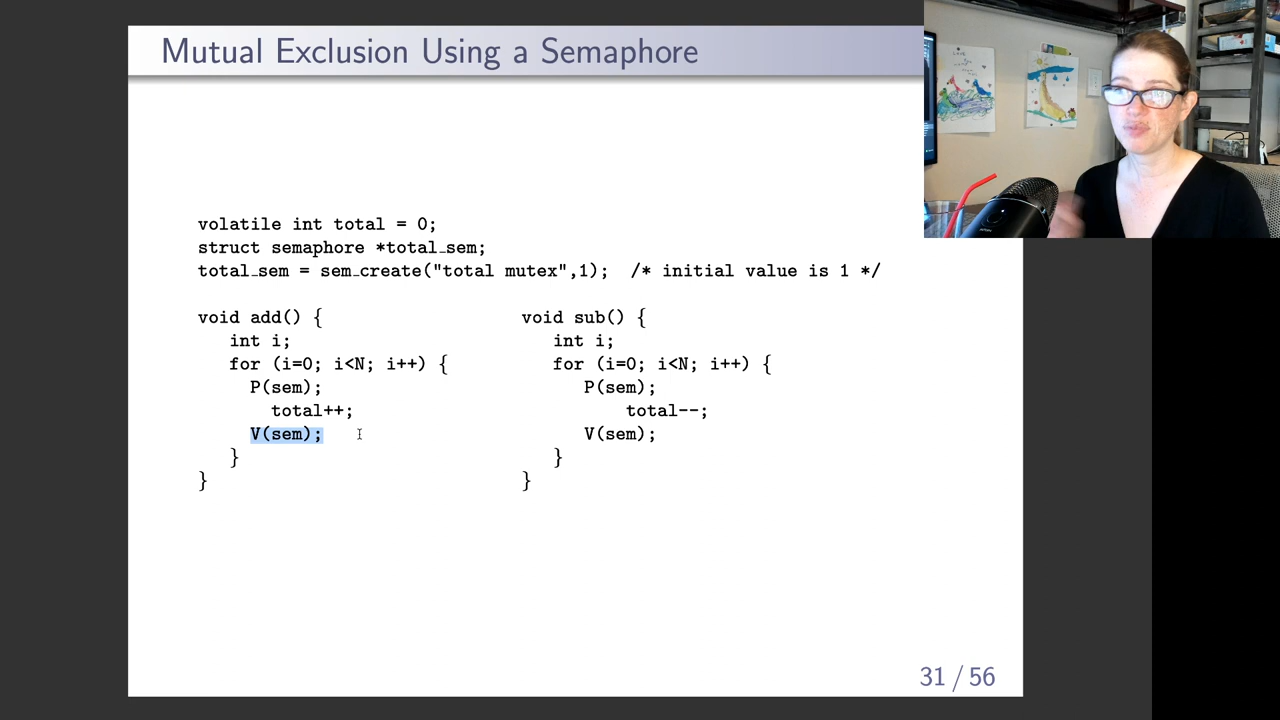 Mutual Exclusion Using a Semaphore
volatile int total = 0;
struct semaphore *total_sem;
total_sem = sem_create("total mutex",1);  /* initial value is 1 */
void add() {
int i;
for (i=0; i<N; i++) {
P(sem);
total++;
V(sem);
}
}
void sub() {
int i;
for (i=0; i<N; i++) {
P(sem);
total--;
V(sem);
}
}
31 / 56